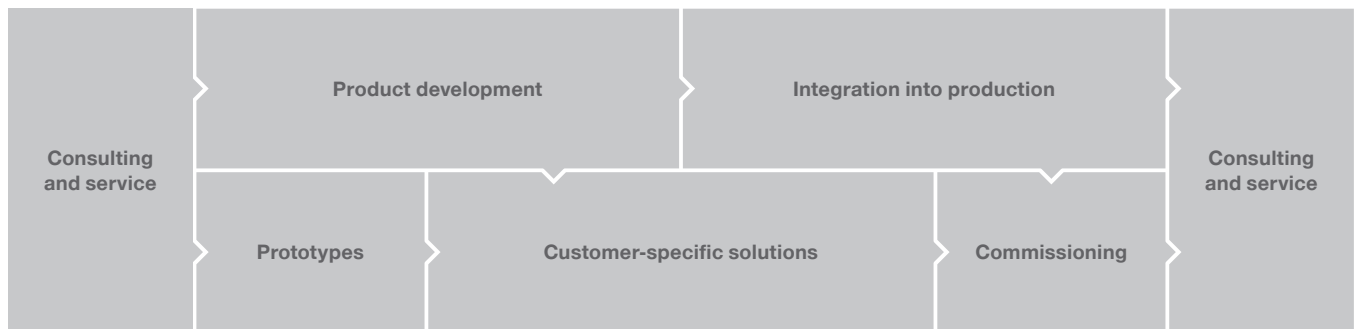 Consulting
and service
Product development
Integration into production
Prototypes
Customer-specific solutions
Commissioning
Consulting
and service